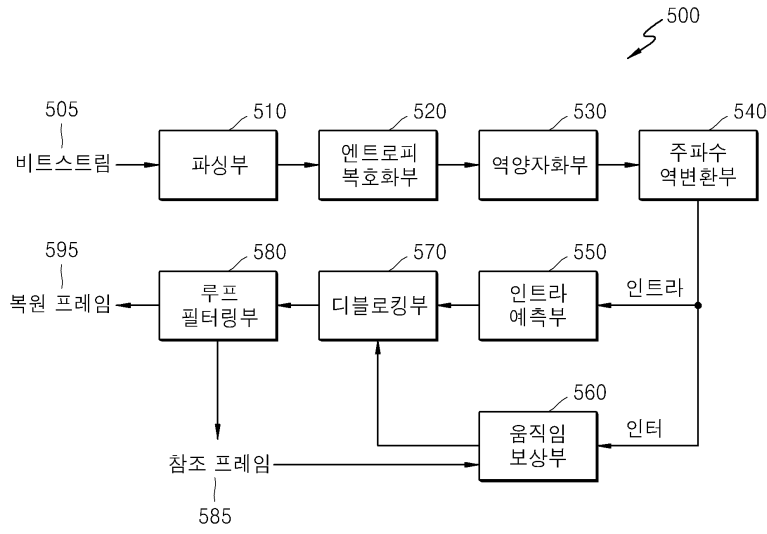 500
505
510
520
530
540
비트스트림
파싱부
엔트로피
복호화부
역양자화부
주파수
역변환부
595
580
570
550
복원 프레임
루프
필터링부
디블로킹부
인트라
예측부
인트라
560
움직임
보상부
인터
참조 프레임
585